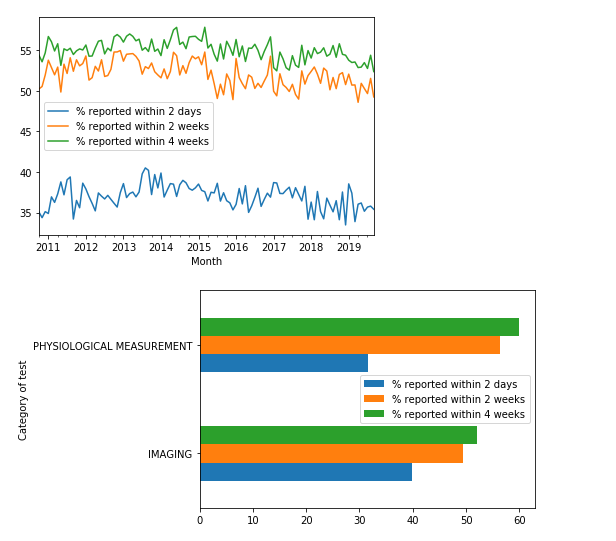 55
50
45
40
35
% reported within 2 days
% reported within 2 weeks
% reported within 4 weeks
2011 2012 2013 2014 2015 2016 2017 2018 2019
Month
Category of test
PHYSIOLOGICAL MEASUREMENT
IMAGING
% reported within 2 days
% reported within 2 weeks
% reported within 4 weeks
0 10 20 30 40 50 60